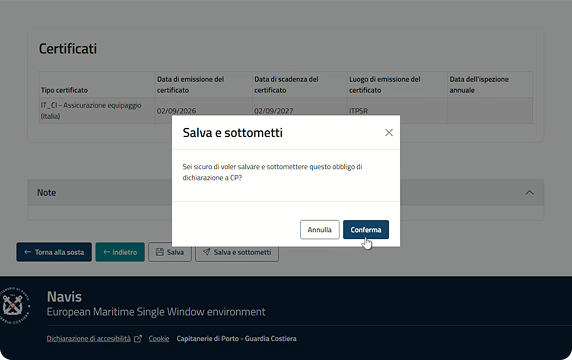 Certificati
Tipo certificato
Data di emissione del
certificato
Data di scadenza del
certificato
Luogo di emissione del
certificato
Data dell'ispezione
annuale
IT_CI - Assicurazione equipaggio
(Italia)
02/09/2026
02/09/2027
ITPSR
Salva e sottometti
Sei sicuro di voler salvare e sottomettere questo obbligo di
dichiarazione a CP?
Annulla
Conferma
Note
Torna alla sosta
Indietro
Salva
Salva e sottometti
Navis
European Maritime Single Window environment
Dichiarazione di accesibilità
Cookie
Capitanerie di Porto - Guardia Costiera